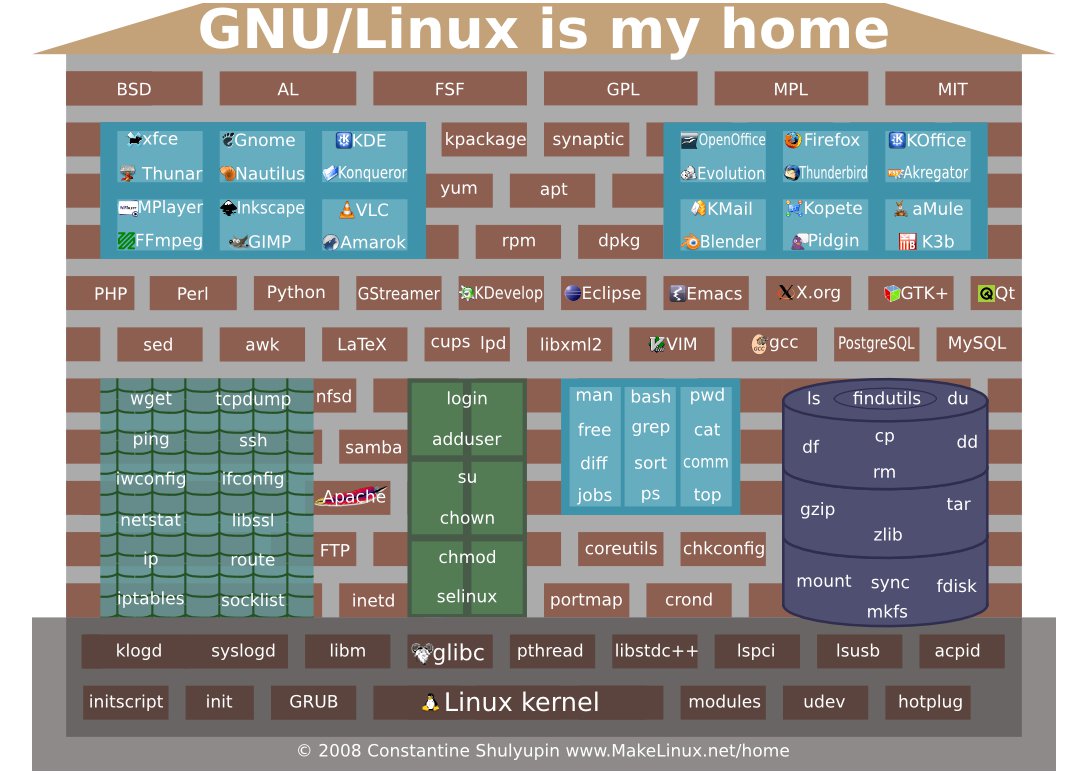 GNU/Linux is my home
BSD AL FSF GPL MPL MIT
xfce Gnome KDE kpackage synaptic OpenOffice Firefox KOffice
Thunar Nautilus Konqueror yum apt Evolution Thunderbird Akregator
MPlayer Inkscape VLC KMail Kopete aMule
FFmpeg GIMP Amarok rpm dpkg Blender Pidgin K3b
PHP Perl Python GStreamer KDevelop Eclipse Emacs X.org GTK+ Qt
sed awk LaTeX cups lpd libxml2 VIM gcc PostgreSQL MySQL
wget tcpdump nfsd login man bash pwd ls findutils du
ping ssh samba adduser free grep cat df cp dd
iwconfig ifconfig Apache su diff sort comm rm
netstat libssl chown jobs ps top gzip tar
zlib
ip route FTP chmod coreutils chkconfig mount sync fdisk
iptables socklist inetd selinux portmap crond mkfs
klogd syslogd libm glibc pthread libstdc++ lspci lsusb acpid
initscript init GRUB Linux kernel modules udev hotplug
© 2008 Constantine Shulyupin www.MakeLinux.net/home